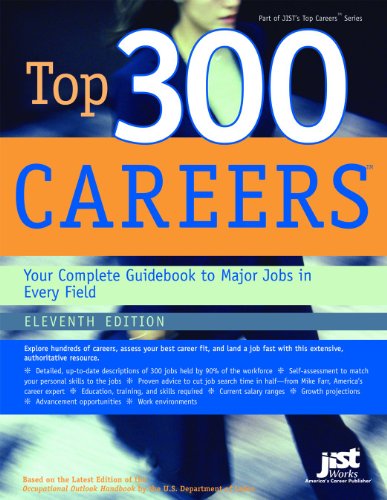 Part of JIST's Top Careers™ Series
Top 300
CAREERS™
Your Complete Guidebook to Major Jobs in
Every Field
ELEVENTH EDITION
Explore hundreds of careers, assess your best career fit, and land a job fast with this extensive,
authoritative resource.
✳ Detailed, up-to-date descriptions of 300 jobs held by 90% of the workforce ✳ Self-assessment to match
your personal skills to the jobs ✳ Proven advice to cut job search time in half—from Mike Farr, America's
career expert ✳ Education, training, and skills required ✳ Current salary ranges ✳ Growth projections
✳ Advancement opportunities ✳ Work environments
Based on the Latest Edition of the
Occupational Outlook Handbook by the U.S. Department of Labor
jist
Works
America's Career Publisher®